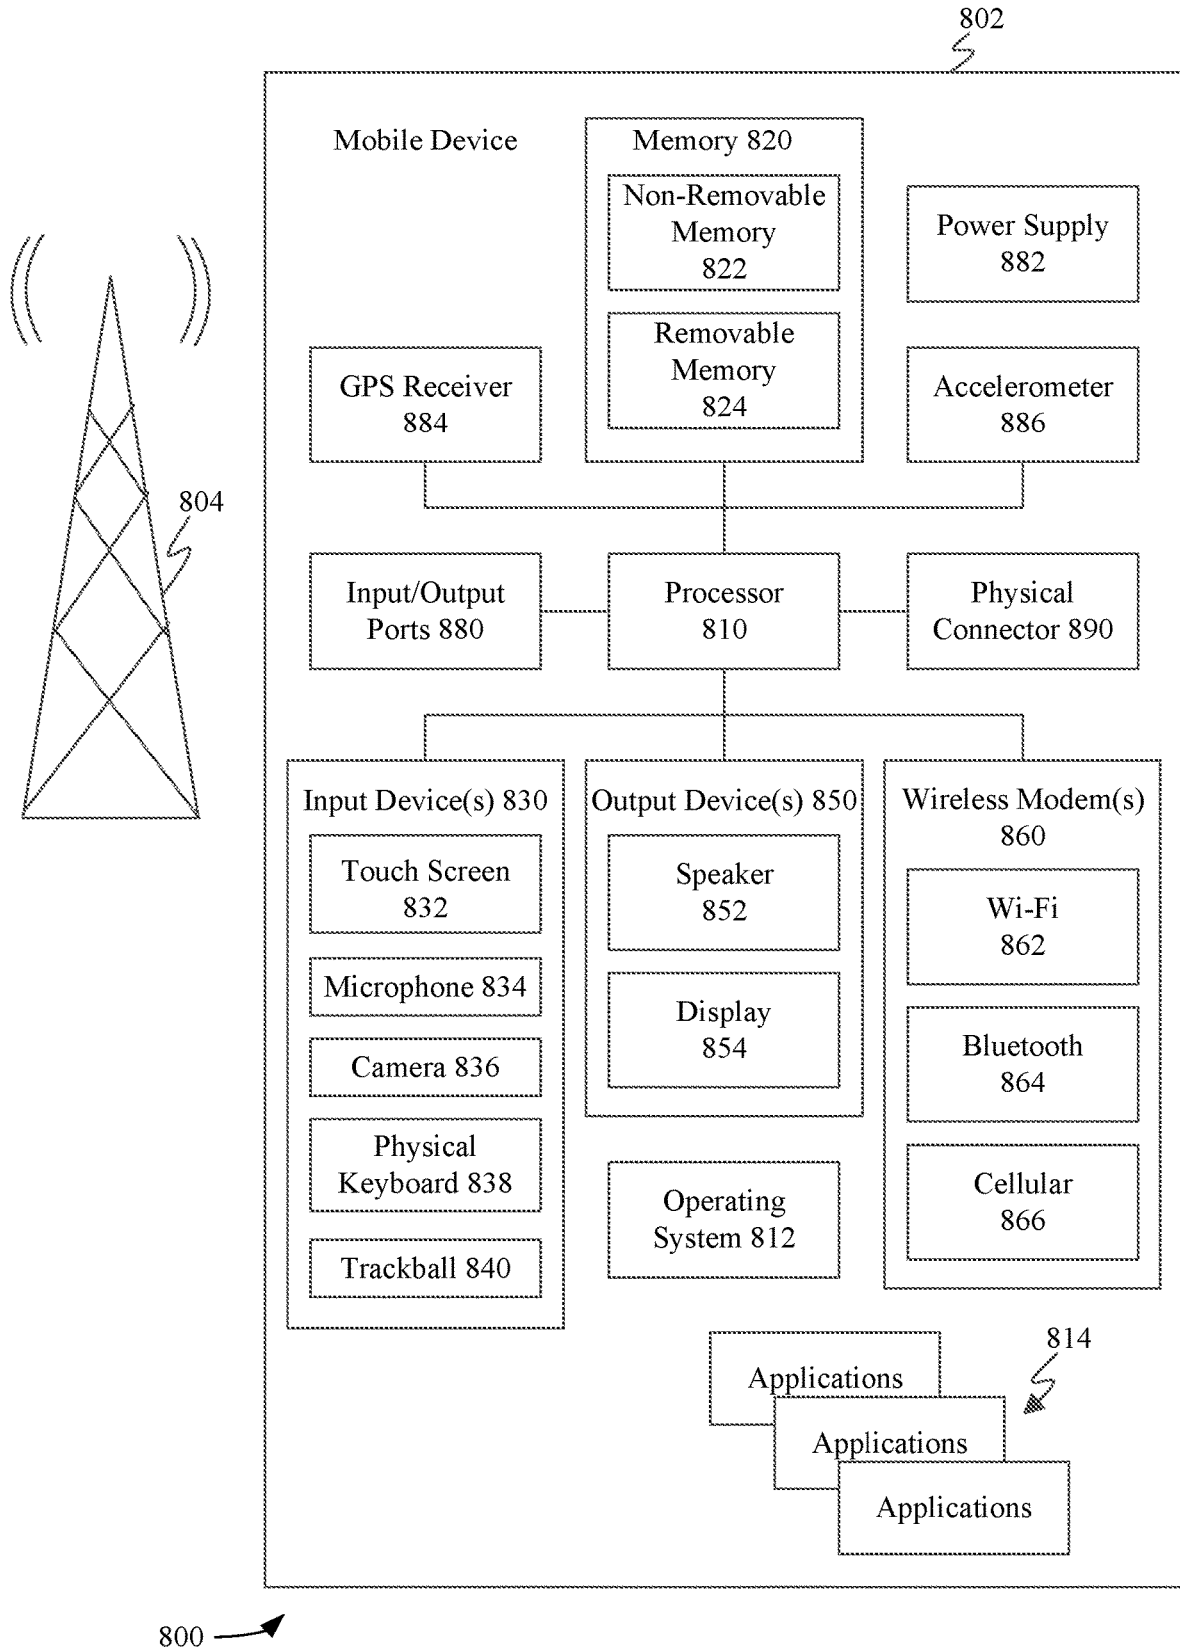 802
Mobile Device
Memory 820
Non-Removable
Memory
822
Power Supply
882
Removable
Memory
824
GPS Receiver
884
Accelerometer
886
804
Input/Output
Ports 880
Processor
810
Physical
Connector 890
Input Device(s) 830
Touch Screen
832
Microphone 834
Camera 836
Physical
Keyboard 838
Trackball 840
Output Device(s) 850
Speaker
852
Display
854
Wireless Modem(s)
860
Wi-Fi
862
Bluetooth
864
Cellular
866
Operating
System 812
814
Applications
Applications
Applications
800